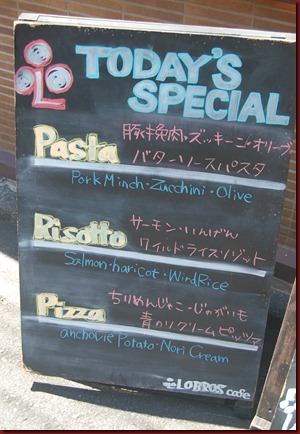 TODAY'S
SPECIAL
Pasta
豚挽肉・ズッキーニ・オリーブ
バターソースパスタ
Pork Minch・Zucchini・Olive
Risotto
サーモン・いんげん
ワイルドライスリゾット
Salmon・haricot・WindRice
Pizza
ちりめんじゃこ・じゃがいも
青のりクリームピッツァ
anchovie Potato・Nori Cream
LOBROS cafe